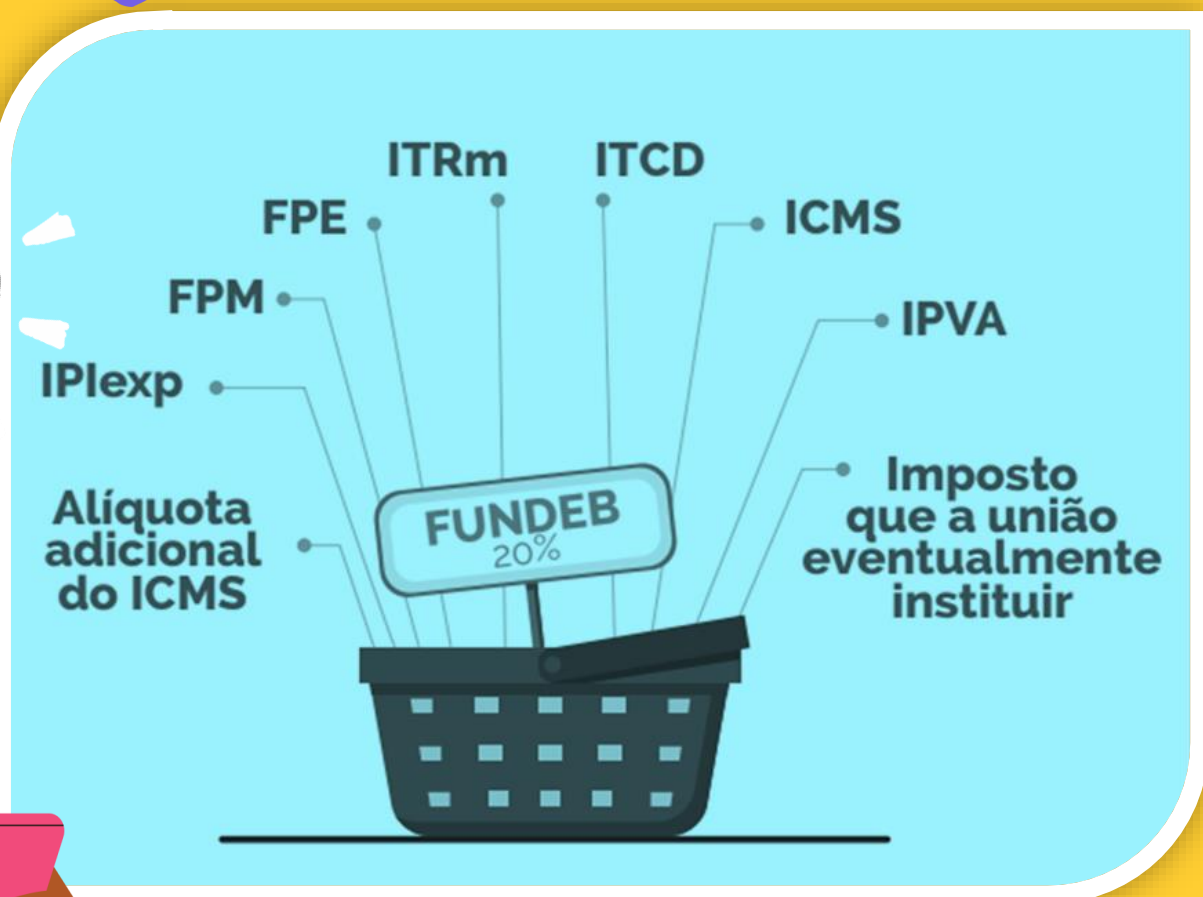 ITRm
ITCD
FPE
ICMS
FPM
IPVA
IPIexp
Alíquota
adicional
do ICMS
FUNDEB
20%
Imposto
que a união
eventualmente
instituir